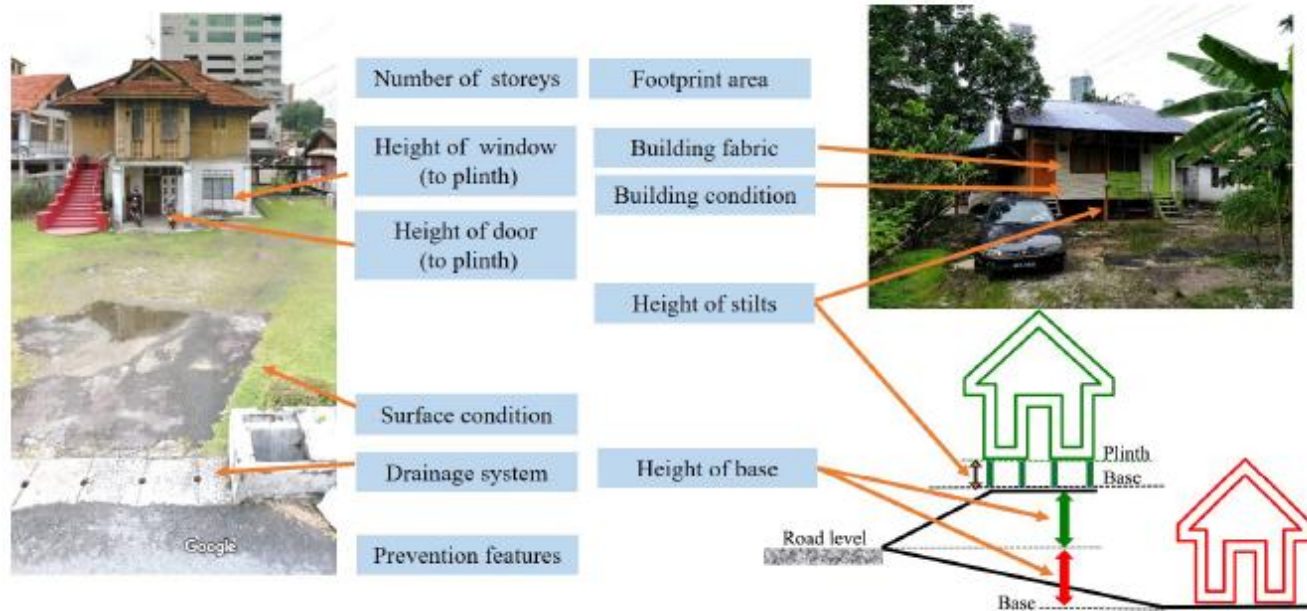 Number of storeys
Footprint area
Height of window
(to plinth)
Building fabric
Building condition
Height of door
(to plinth)
Height of stilts
Surface condition
Drainage system
Height of base
Prevention features
Google
Plinth
Base
Road level
Base